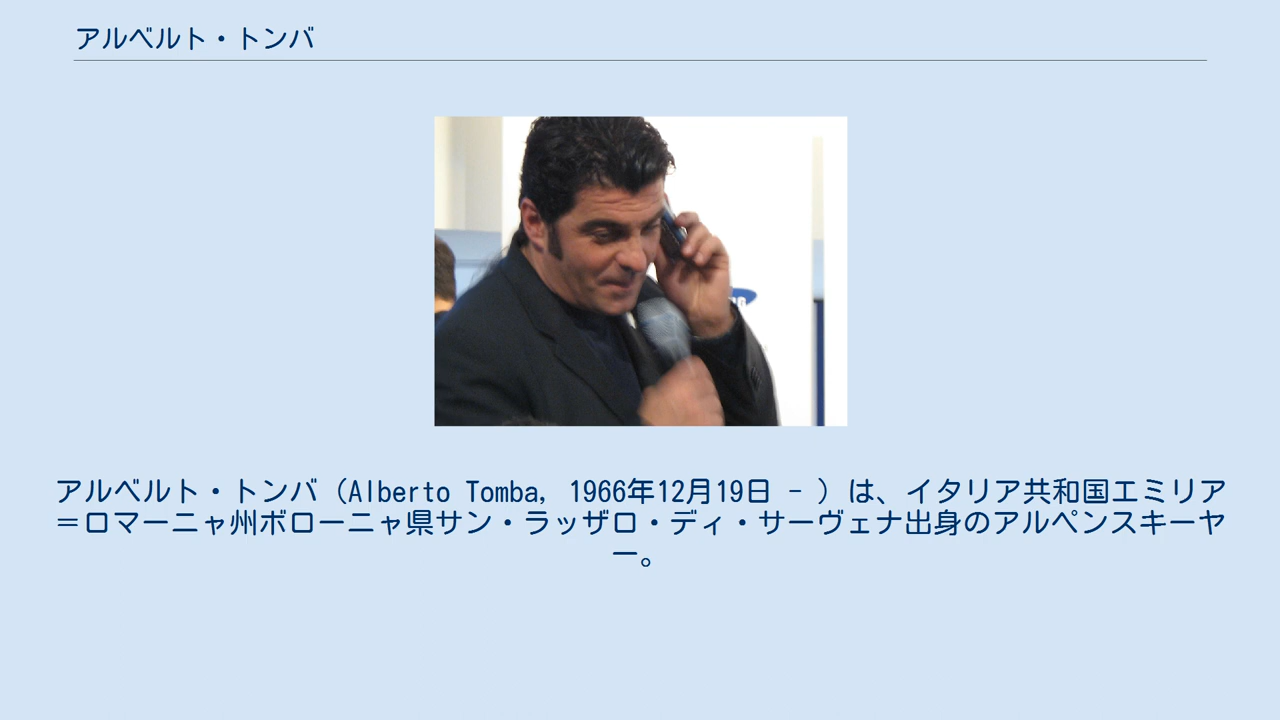 アルベルト・トンバ
アルベルト・トンバ（Alberto Tomba, 1966年12月19日 - ）は、イタリア共和国エミリア
＝ロマーニャ州ボローニャ県サン・ラッザロ・ディ・サーヴェナ出身のアルペンスキーヤ
ー。